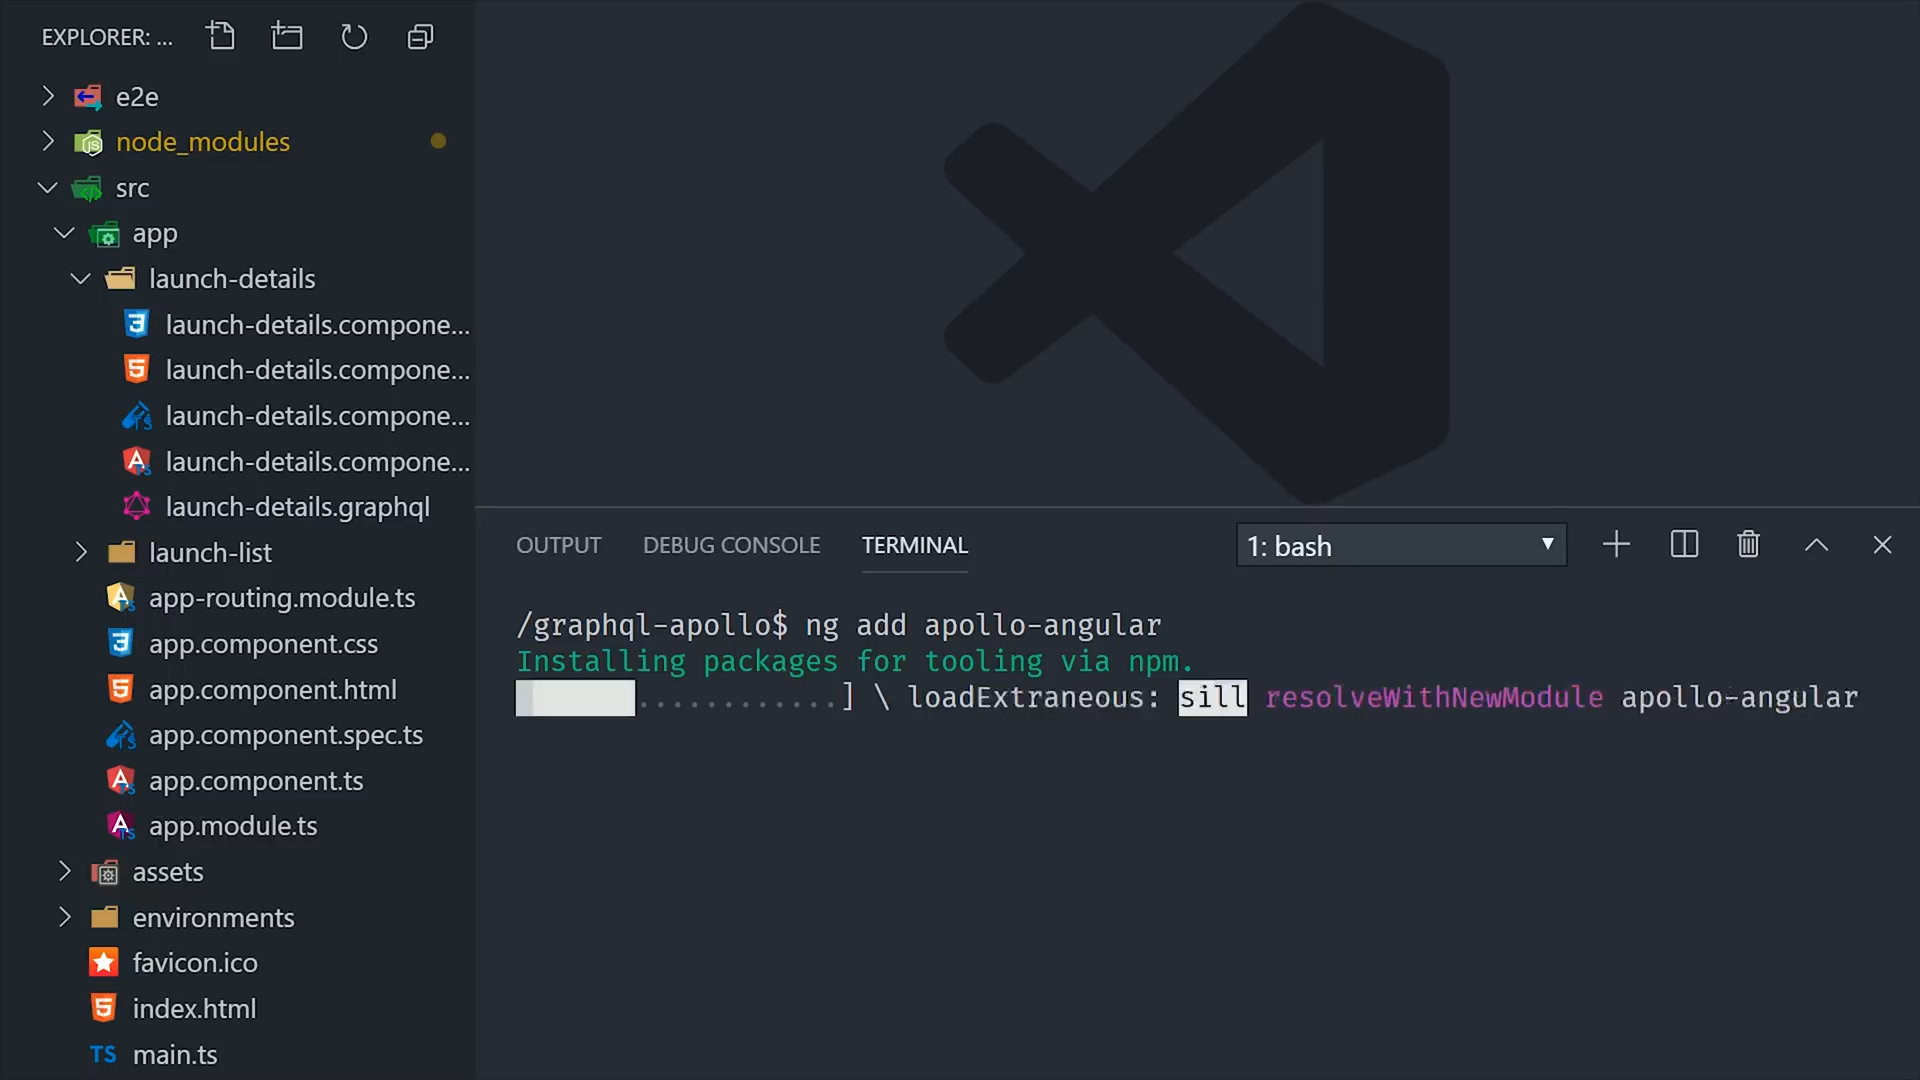 EXPLORER: ...
e2e
node_modules
src
app
launch-details
launch-details.compone...
launch-details.compone...
launch-details.compone...
launch-details.compone...
launch-details.graphql
launch-list
app-routing.module.ts
app.component.css
app.component.html
app.component.spec.ts
app.component.ts
app.module.ts
assets
environments
favicon.ico
index.html
TS main.ts
OUTPUT DEBUG CONSOLE TERMINAL 1: bash
/graphql-apollo$ ng add apollo-angular
Installing packages for tooling via npm.
............] \ loadExtraneous: sill resolveWithNewModule apollo-angular